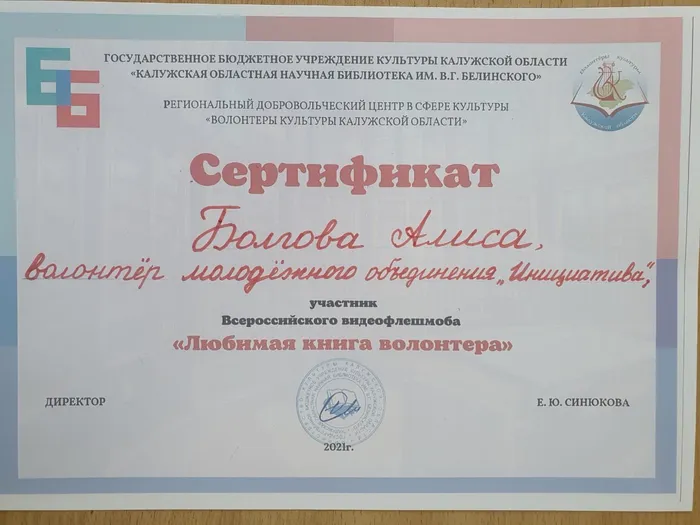 ББ
ГОСУДАРСТВЕННОЕ БЮДЖЕТНОЕ УЧРЕЖДЕНИЕ КУЛЬТУРЫ КАЛУЖСКОЙ ОБЛАСТИ
«КАЛУЖСКАЯ ОБЛАСТНАЯ НАУЧНАЯ БИБЛИОТЕКА ИМ. В.Г. БЕЛИНСКОГО»
РЕГИОНАЛЬНЫЙ ДОБРОВОЛЬЧЕСКИЙ ЦЕНТР В СФЕРЕ КУЛЬТУРЫ
«ВОЛОНТЕРЫ КУЛЬТУРЫ КАЛУЖСКОЙ ОБЛАСТИ»
Сертификат
Болгова Алиса,
волонтёр молодёжного объединения „Инициатива",
участник
Всероссийского видеофлешмоба
«Любимая книга волонтера»
ДИРЕКТОР
Е. Ю. СИНЮКОВА
2021г.